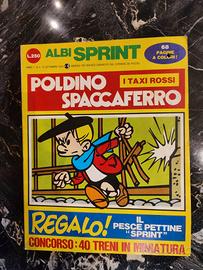 L.250
ALBI SPRINT
68
PAGINE
A COLORI!
POLDINO
I TAXI ROSSI
SPACCAFERRO
REGALO!
IL
PESCE PETTINE
"SPRINT"
CONCORSO: 40 TRENI IN MINIATURA